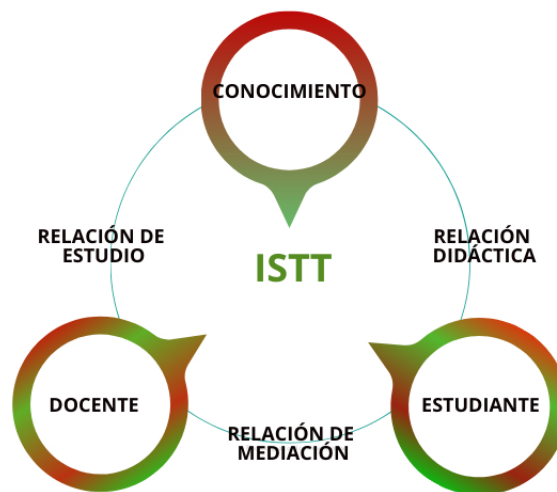 CONOCIMIENTO
RELACIÓN DE
ESTUDIO
RELACIÓN
DIDÁCTICA
ISTT
DOCENTE
ESTUDIANTE
RELACIÓN DE
MEDIACIÓN